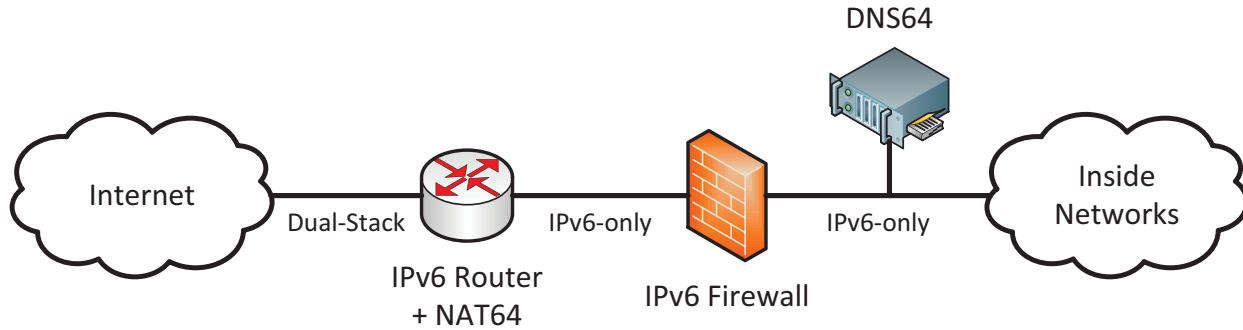 DNS64
Internet
Dual-Stack
IPv6 Router
+ NAT64
IPv6-only
IPv6 Firewall
IPv6-only
Inside
Networks